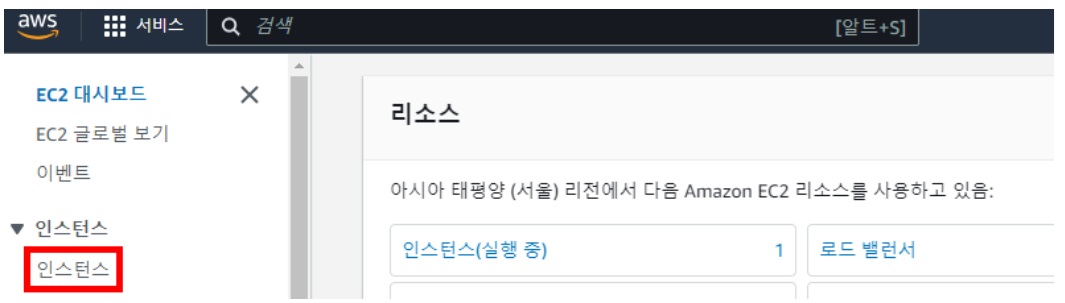 aws
서비스
검색
[알트+S]
EC2 대시보드
EC2 글로벌 보기
이벤트
인스턴스
인스턴스
리소스
아시아 태평양 (서울) 리전에서 다음 Amazon EC2 리소스를 사용하고 있음:
인스턴스(실행 중) 1
로드 밸런서